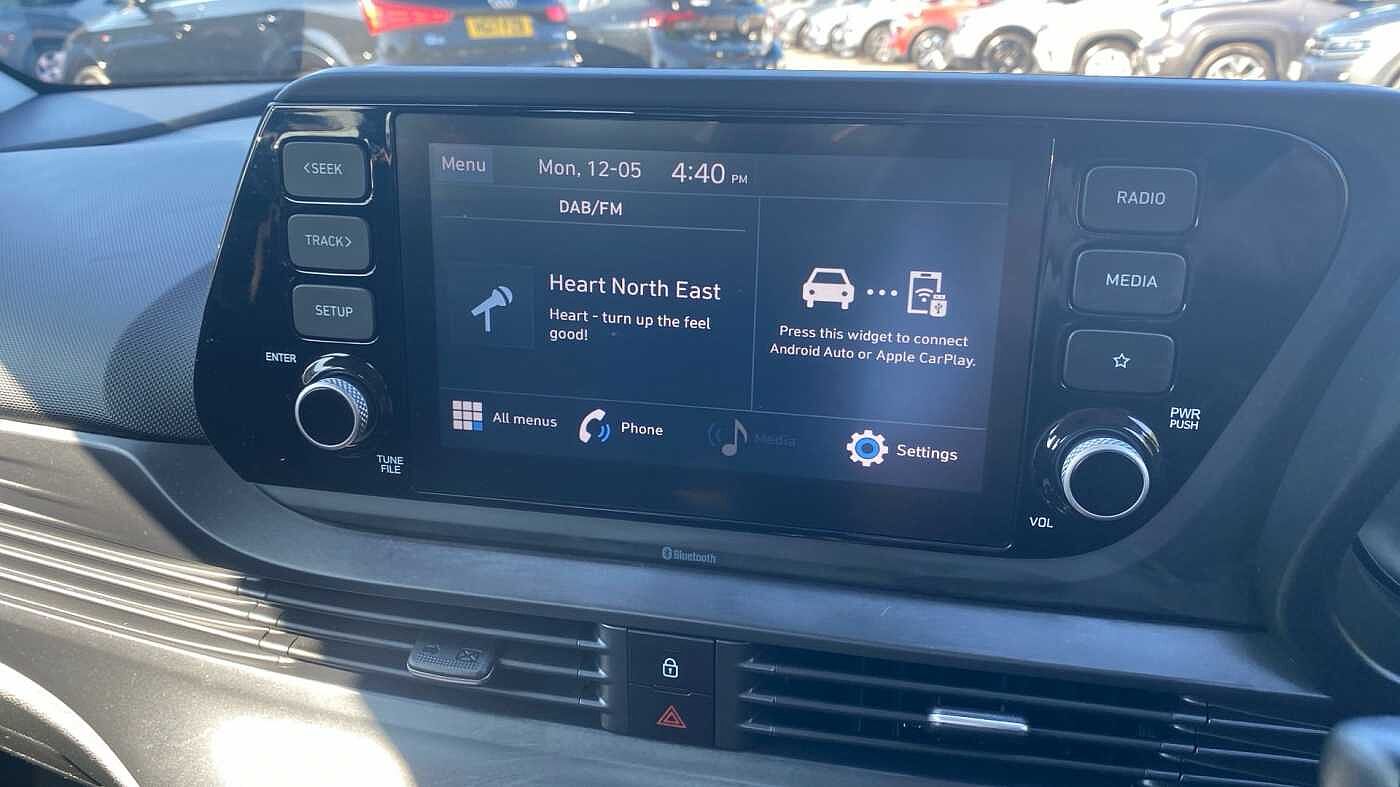 <SEEK
TRACK>
SETUP
ENTER
TUNE
FILE
Menu
Mon, 12-05
4:40 PM
DAB/FM
Heart North East
Heart - turn up the feel
good!
Press this widget to connect
Android Auto or Apple CarPlay.
All menus
Phone
Media
Settings
RADIO
MEDIA
PWR
PUSH
VOL
Bluetooth